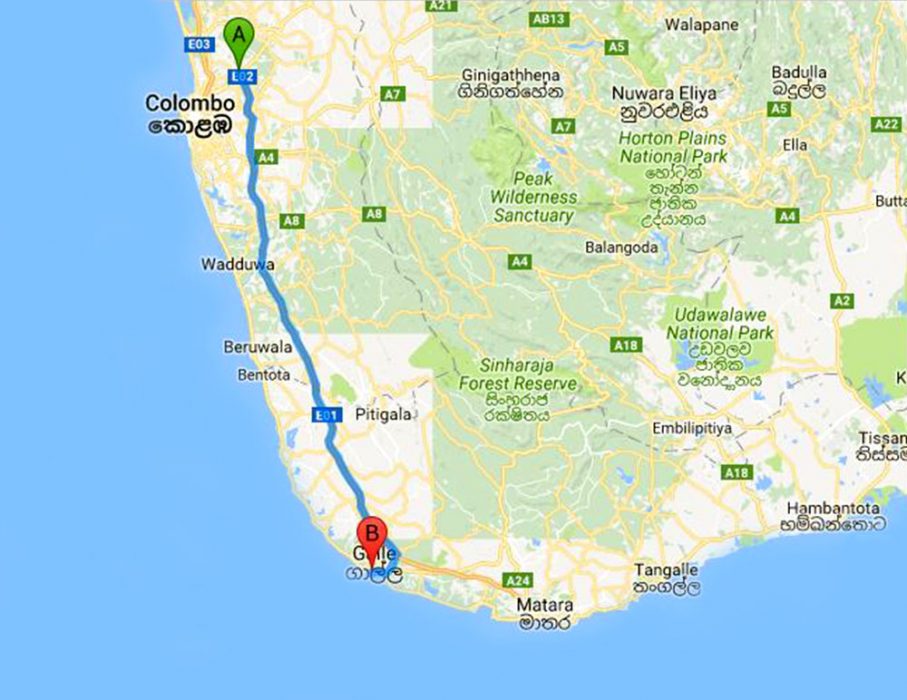 A21
AB13
Walapane
A
E03
A5
E02
Ginigathhena
ගිනිගත්හේන
Badulla
බදුල්ල
A7
Nuwara Eliya
නුවරඑළිය
A5
Colombo
කොළඹ
A7
A22
Horton Plains
National Park
හෝටන්
තැන්න
ජාතික
උද්යානය
Ella
A4
Peak
Wilderness
Sanctuary
Butta
A8
A8
A4
Balangoda
Wadduwa
A4
A2
Udawalawe
National Park
උඩවලව
ජාතික
වනෝද්‍යානය
Beruwala
A18
Bentota
Sinharaja
Forest Reserve
සිංහරාජ
රක්ෂිතය
K
E01
Pitigala
Embilipitiya
Tissam
තිස්සම
A18
Hambantota
හම්බන්තොට
B
Galle
ගාල්ල
Tangalle
තංගල්ල
A24
Matara
මාතර